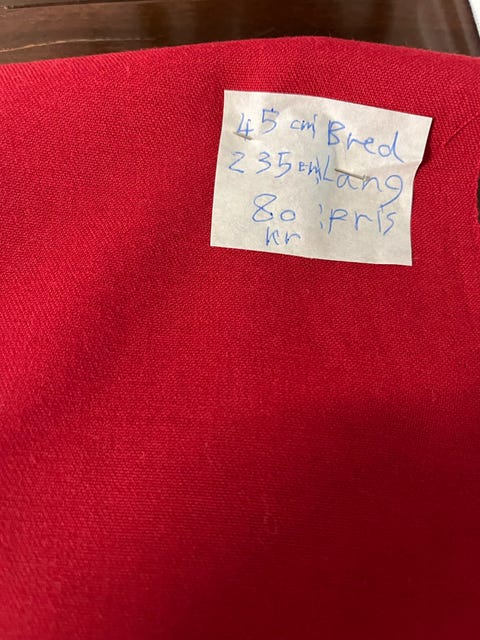 45 cm Bred
235 cm Lang
80 : pris
kr